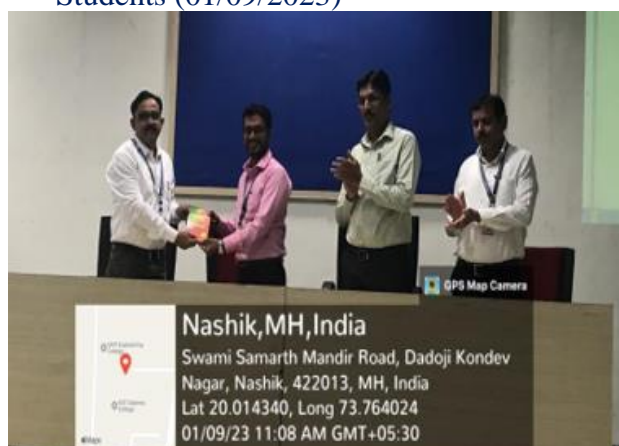 Students (01/09/2023)
GPS Map Camera
Nashik,MH,India
Swami Samarth Mandir Road, Dadoji Kondev
Nagar, Nashik, 422013, MH, India
Lat 20.014340, Long 73.764024
01/09/23 11:08 AM GMT+05:30